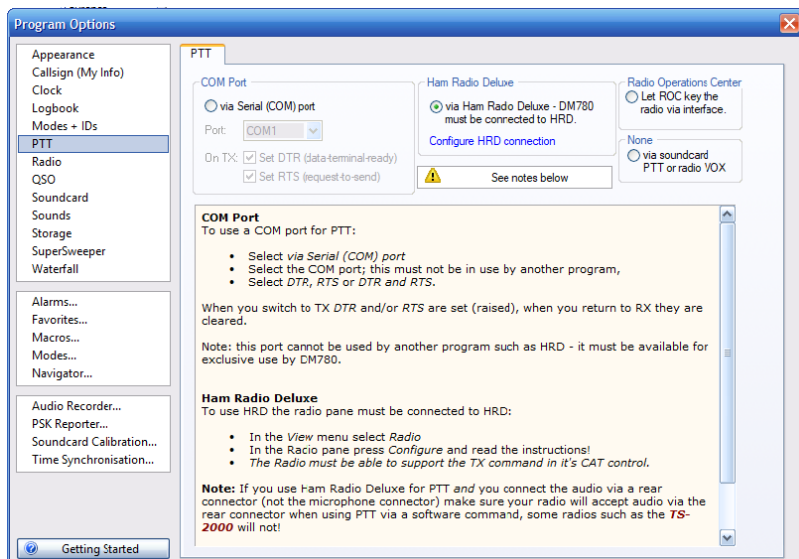 Program Options
Appearance
Callsign (My Info)
Clock
Logbook
Modes + IDs
PTT
Radio
QSO
Soundcard
Sounds
Storage
SuperSweeper
Waterfall
Alarms...
Favorites...
Macros...
Modes...
Navigator...
Audio Recorder...
PSK Reporter...
Soundcard Calibration...
Time Synchronisation...
Getting Started
PTT
COM Port
via Serial (COM) port
Port: COM1
On TX: Set DTR (data-terminal-ready)
Set RTS (request-to-send)
Ham Radio Deluxe
via Ham Radio Deluxe - DM780
must be connected to HRD.
Configure HRD connection
See notes below
Radio Operations Center
Let ROC key the
radio via interface.
None
via soundcard
PTT or radio VOX
COM Port
To use a COM port for PTT:
• Select via Serial (COM) port
• Select the COM port; this must not be in use by another program,
• Select DTR, RTS or DTR and RTS.
When you switch to TX DTR and/or RTS are set (raised), when you return to RX they are
cleared.
Note: this port cannot be used by another program such as HRD - it must be available for
exclusive use by DM780.
Ham Radio Deluxe
To use HRD the radio pane must be connected to HRD:
• In the View menu select Radio
• In the Racio pane press Configure and read the instructions!
• The Radio must be able to support the TX command in it's CAT control.
Note: If you use Ham Radio Deluxe for PTT and you connect the audio via a rear
connector (not the microphone connector) make sure your radio will accept audio via the
rear connector when using PTT via a software command, some radios such as the TS-
2000 will not!